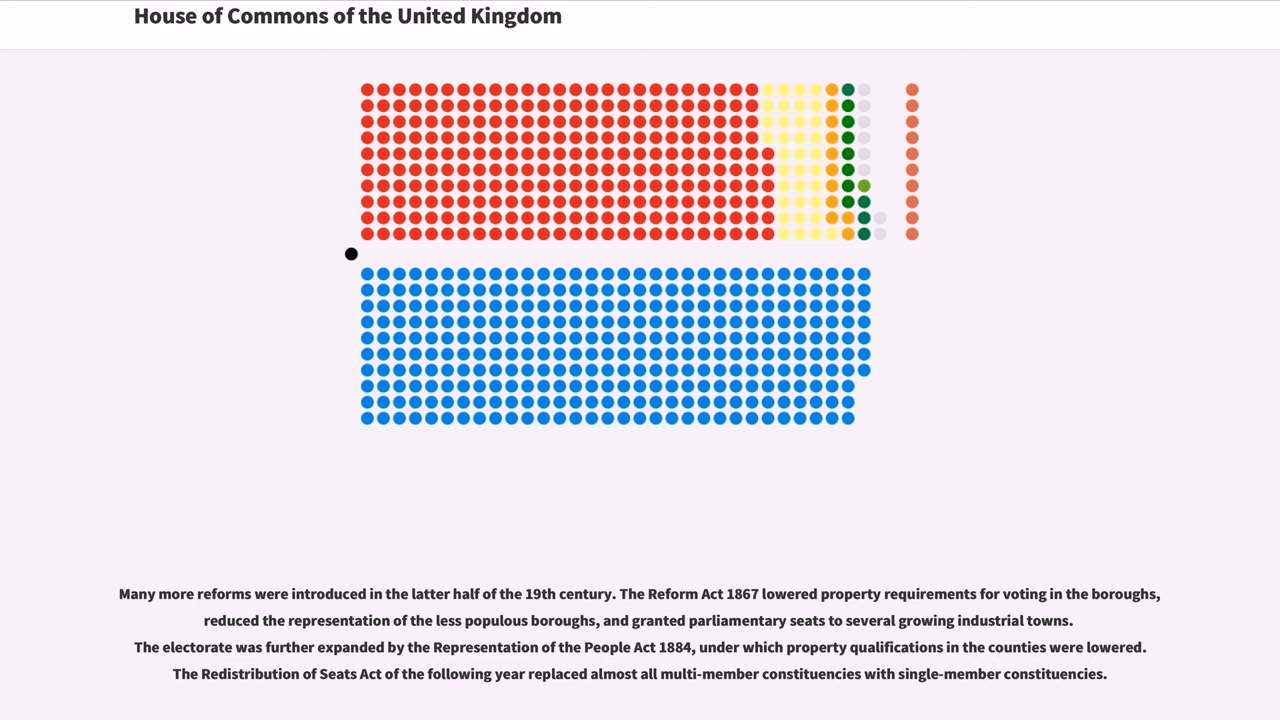 House of Commons of the United Kingdom
Many more reforms were introduced in the latter half of the 19th century. The Reform Act 1867 lowered property requirements for voting in the boroughs,
reduced the representation of the less populous boroughs, and granted parliamentary seats to several growing industrial towns.
The electorate was further expanded by the Representation of the People Act 1884, under which property qualifications in the counties were lowered.
The Redistribution of Seats Act of the following year replaced almost all multi-member constituencies with single-member constituencies.